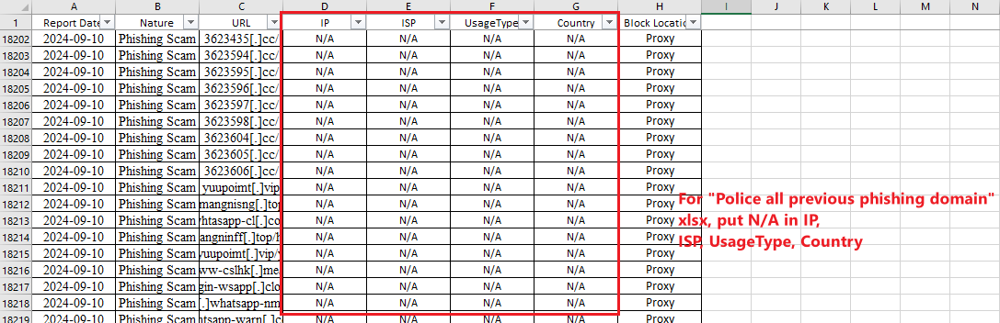 A B C D E F G H I J K L M N
1 Report Date Nature URL IP ISP UsageType Country Block Locatio
18202 2024-09-10 Phishing Scam 3623435[.]cc/ N/A N/A N/A N/A Proxy
18203 2024-09-10 Phishing Scam 3623594[.]cc/ N/A N/A N/A N/A Proxy
18204 2024-09-10 Phishing Scam 3623595[.]cc/ N/A N/A N/A N/A Proxy
18205 2024-09-10 Phishing Scam 3623596[.]cc/ N/A N/A N/A N/A Proxy
18206 2024-09-10 Phishing Scam 3623597[.]cc/ N/A N/A N/A N/A Proxy
18207 2024-09-10 Phishing Scam 3623598[.]cc/ N/A N/A N/A N/A Proxy
18208 2024-09-10 Phishing Scam 3623604[.]cc/ N/A N/A N/A N/A Proxy
18209 2024-09-10 Phishing Scam 3623605[.]cc/ N/A N/A N/A N/A Proxy
18210 2024-09-10 Phishing Scam 3623606[.]cc/ N/A N/A N/A N/A Proxy
18211 2024-09-10 Phishing Scam yuupoimt[.]vip N/A N/A N/A N/A Proxy
18212 2024-09-10 Phishing Scam mangnisng[.]top N/A N/A N/A N/A Proxy
18213 2024-09-10 Phishing Scam vhtasapp-cl[.]co N/A N/A N/A N/A Proxy
18214 2024-09-10 Phishing Scam angninff[.]top/h N/A N/A N/A N/A Proxy
18215 2024-09-10 Phishing Scam yuupoimt[.]vip/v N/A N/A N/A N/A Proxy
18216 2024-09-10 Phishing Scam ww-cslhk[.]me N/A N/A N/A N/A Proxy
18217 2024-09-10 Phishing Scam gin-wsapp[.]clo N/A N/A N/A N/A Proxy
18218 2024-09-10 Phishing Scam [.]whatsapp-nm N/A N/A N/A N/A Proxy
18219 2024-09-10 Phishing Scam tsapp-warn[.]cc N/A N/A N/A N/A Proxy
For "Police all previous phishing domain"
xlsx, put N/A in IP,
ISP, UsageType, Country